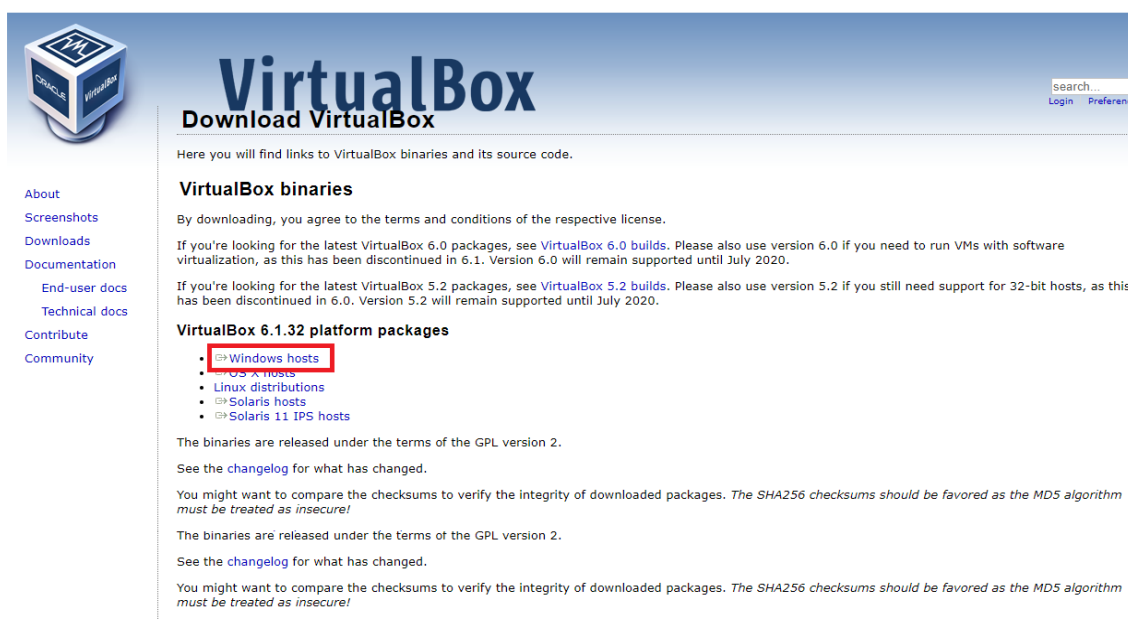 ORACLE
VirtualBox
VirtualBox
search...
Login Preferen
Download VirtualBox
Here you will find links to VirtualBox binaries and its source code.
About
Screenshots
Downloads
Documentation
End-user docs
Technical docs
Contribute
Community
VirtualBox binaries
By downloading, you agree to the terms and conditions of the respective license.
If you're looking for the latest VirtualBox 6.0 packages, see VirtualBox 6.0 builds. Please also use version 6.0 if you need to run VMs with software
virtualization, as this has been discontinued in 6.1. Version 6.0 will remain supported until July 2020.
If you're looking for the latest VirtualBox 5.2 packages, see VirtualBox 5.2 builds. Please also use version 5.2 if you still need support for 32-bit hosts, as this
has been discontinued in 6.0. Version 5.2 will remain supported until July 2020.
VirtualBox 6.1.32 platform packages
Windows hosts
OS X hosts
Linux distributions
Solaris hosts
Solaris 11 IPS hosts
The binaries are released under the terms of the GPL version 2.
See the changelog for what has changed.
You might want to compare the checksums to verify the integrity of downloaded packages. The SHA256 checksums should be favored as the MD5 algorithm
must be treated as insecure!
The binaries are released under the terms of the GPL version 2.
See the changelog for what has changed.
You might want to compare the checksums to verify the integrity of downloaded packages. The SHA256 checksums should be favored as the MD5 algorithm
must be treated as insecure!